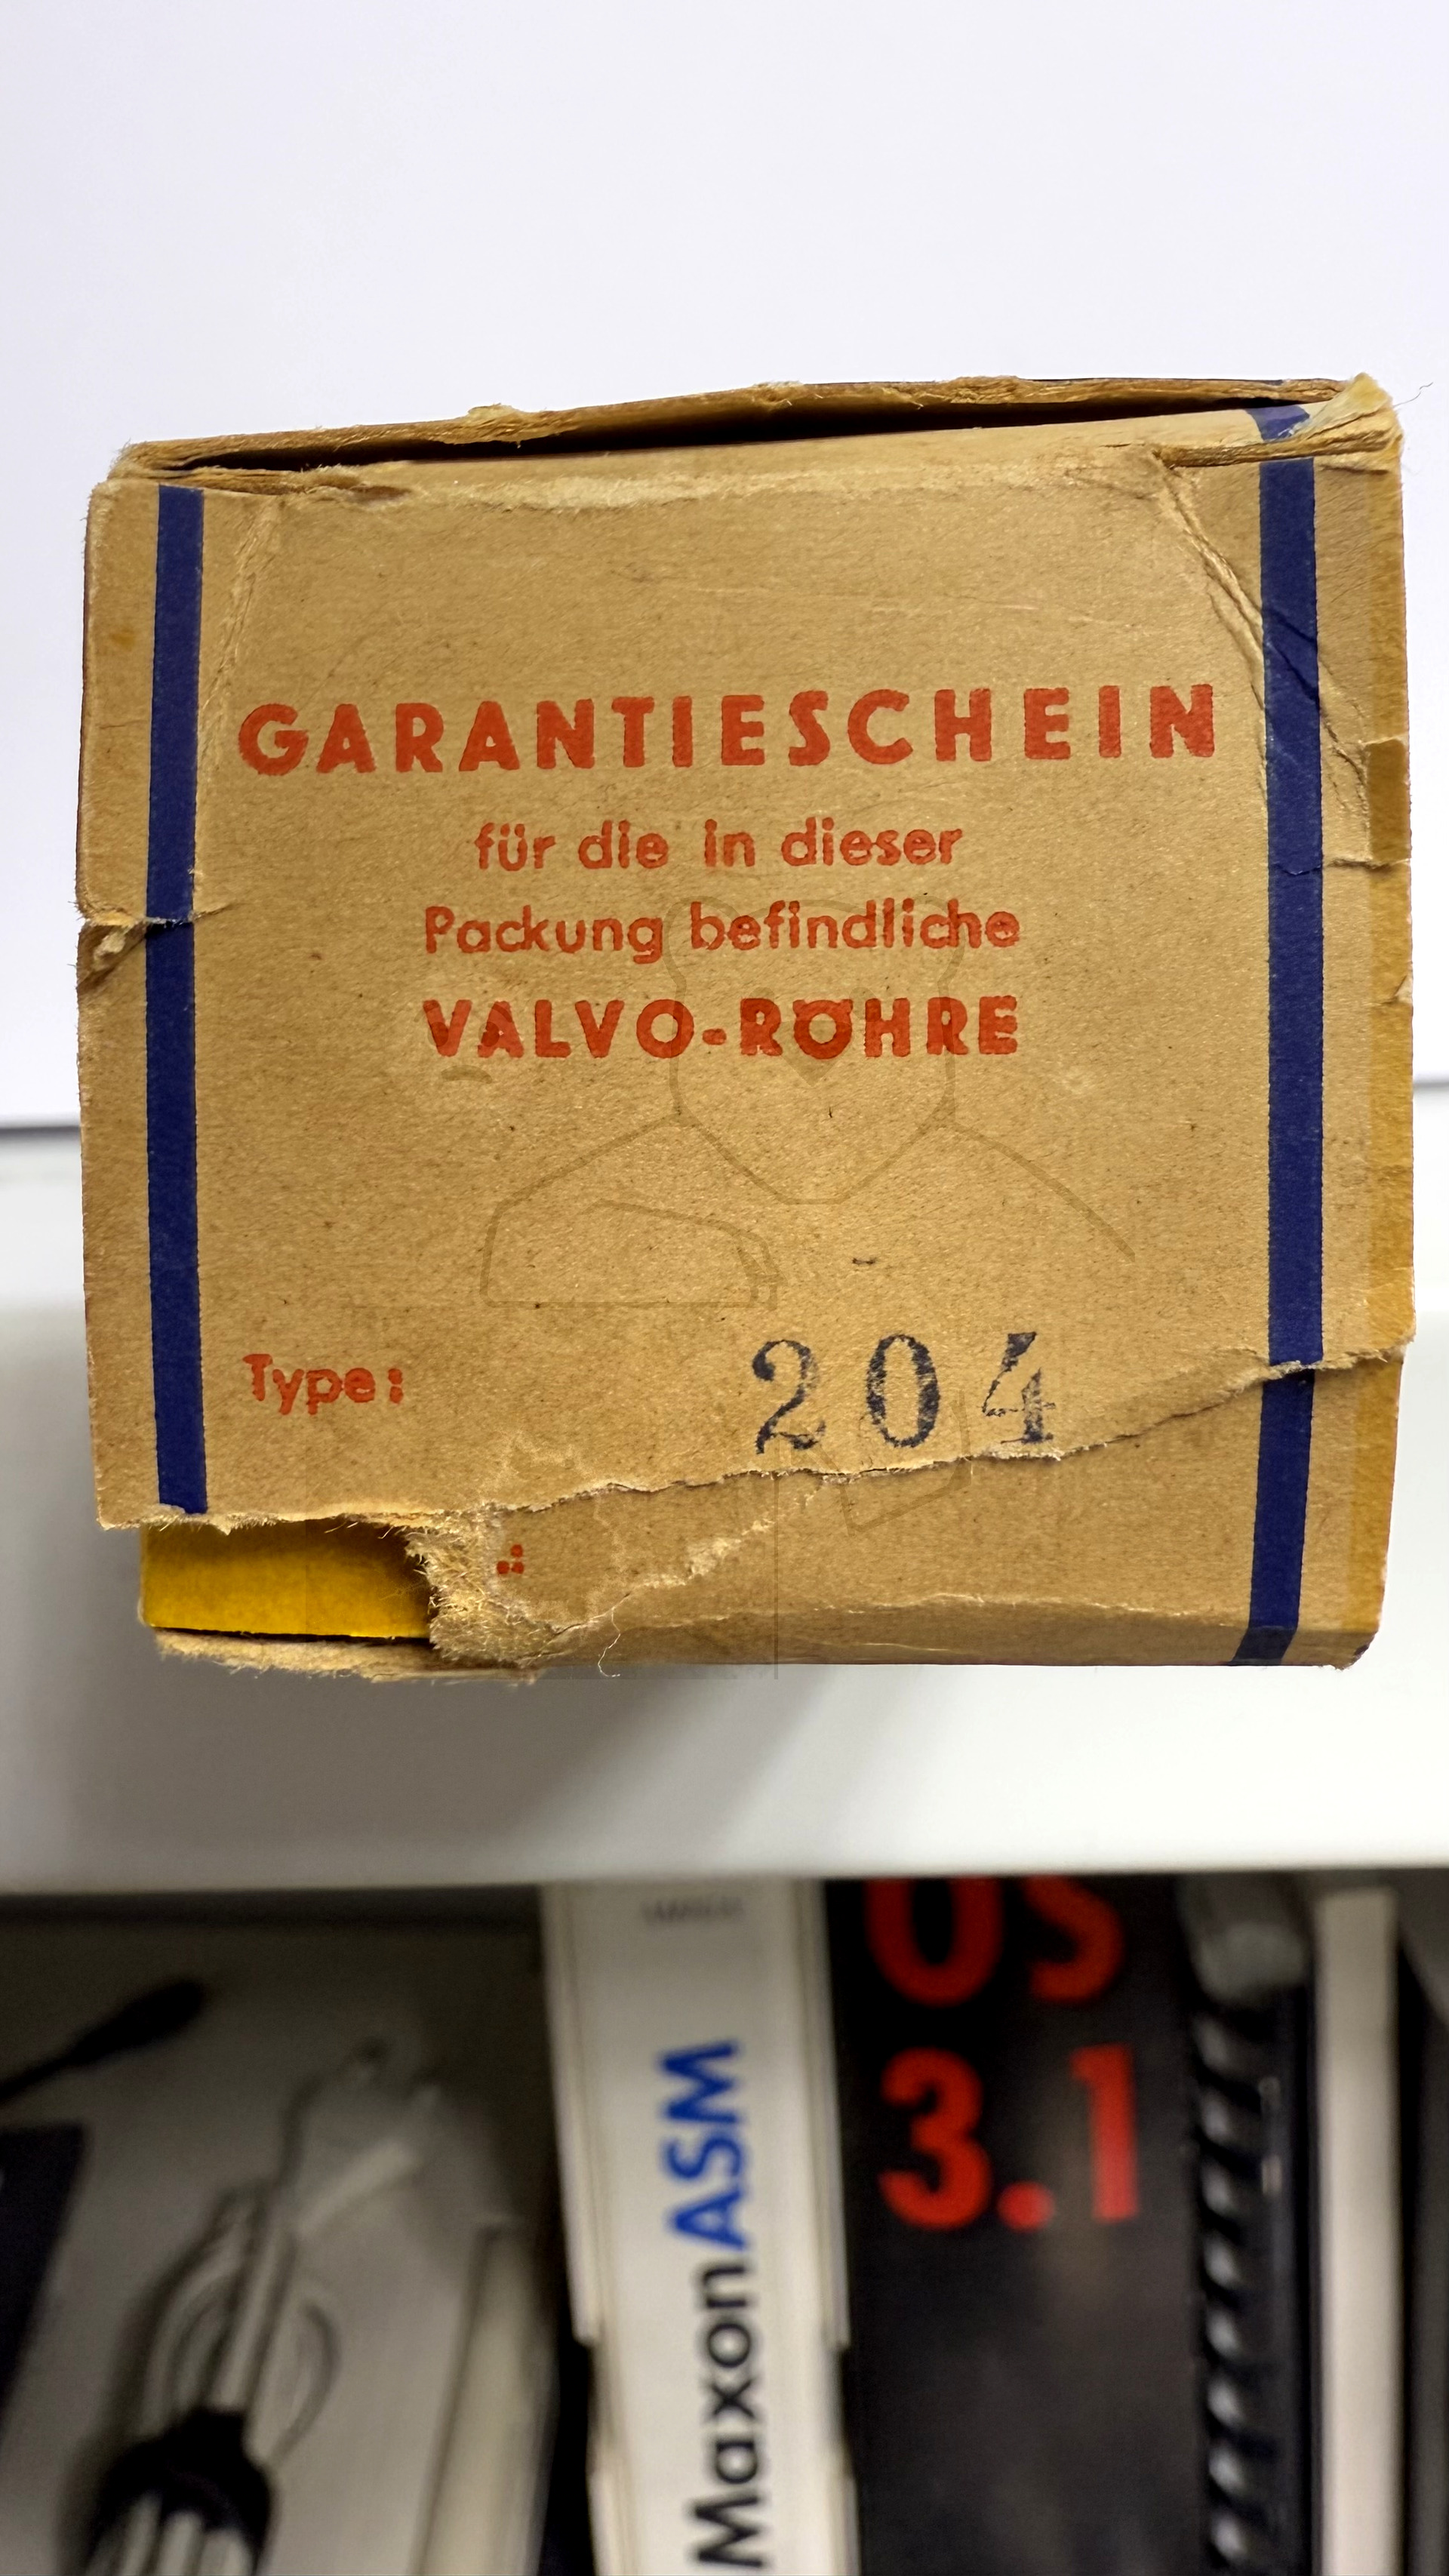 GARANTIESCHEIN
für die in dieser
Packung befindliche
VALVO-RÖHRE
Type: 204
OS
3.1
MaxonASM